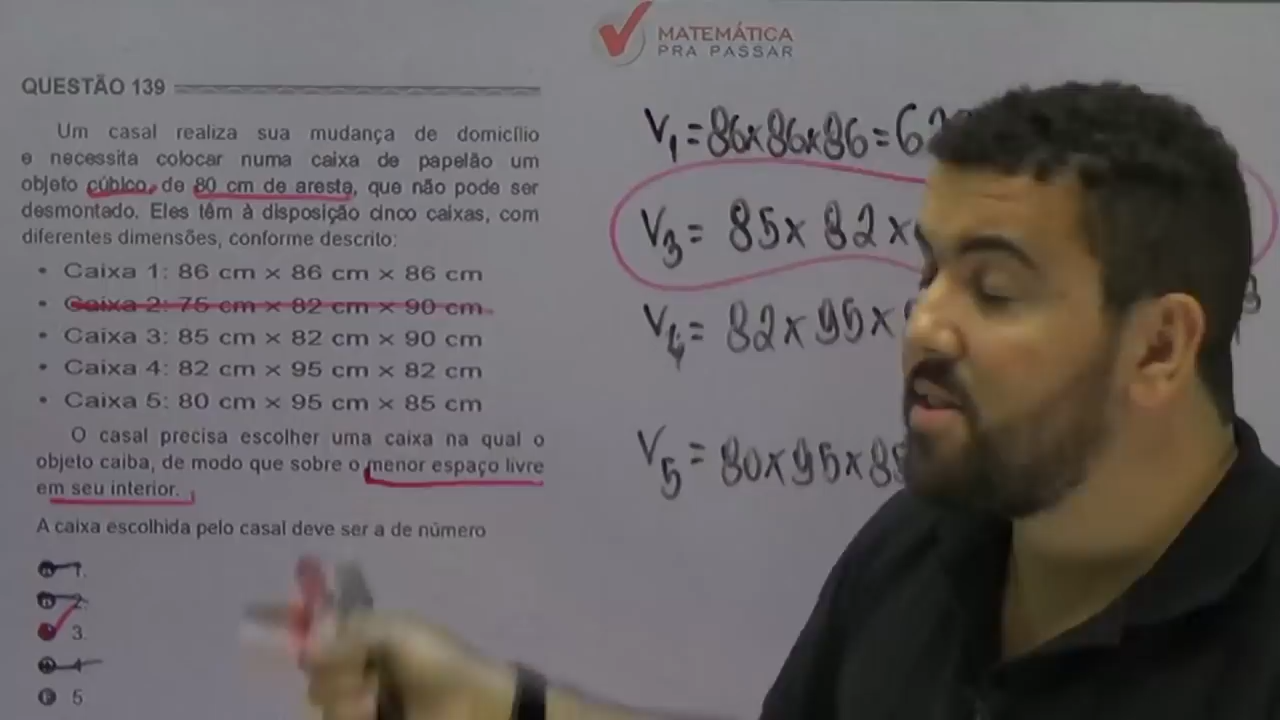 MATEMÁTICA
PRA PASSAR
QUESTÃO 139
Um casal realiza sua mudança de domicílio
e necessita colocar numa caixa de papelão um
objeto cúbico, de 80 cm de aresta, que não pode ser
desmontado. Eles têm à disposição cinco caixas, com
diferentes dimensões, conforme descrito:
• Caixa 1: 86 cm × 86 cm × 86 cm
• Caixa 2: 75 cm × 82 cm × 90 cm
• Caixa 3: 85 cm × 82 cm × 90 cm
• Caixa 4: 82 cm × 95 cm × 82 cm
• Caixa 5: 80 cm × 95 cm × 85 cm
O casal precisa escolher uma caixa na qual o
objeto caiba, de modo que sobre o menor espaço livre
em seu interior.
A caixa escolhida pelo casal deve ser a de número
1.
2.
3.
4
5
V1=86x86x86=6
V3= 85x 82x
V4= 82x95x
V5=80x95x8